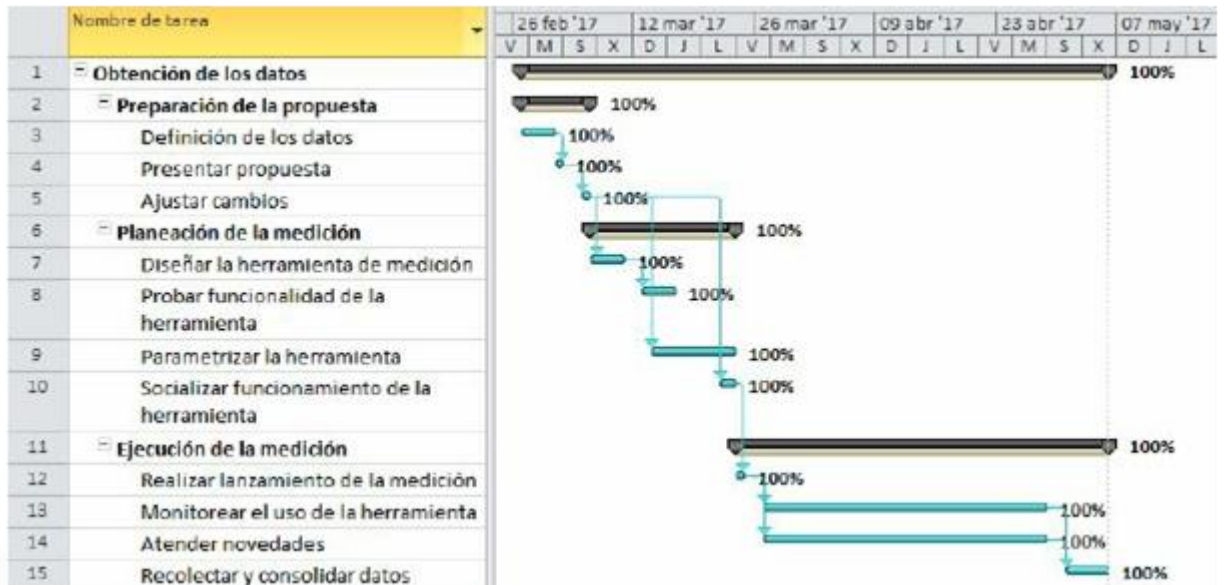 Nombre de tarea
26 feb '17 12 mar '17 26 mar '17 09 abr '17 23 abr '17 07 may '17
V M S X D J L V M S X D J L V M S X D J L
1 Obtención de los datos 100%
2 Preparación de la propuesta 100%
3 Definición de los datos 100%
4 Presentar propuesta 100%
5 Ajustar cambios 100%
6 Planeación de la medición 100%
7 Diseñar la herramienta de medición 100%
8 Probar funcionalidad de la 100%
herramienta
9 Parametrizar la herramienta 100%
10 Socializar funcionamiento de la 100%
herramienta
11 Ejecución de la medición 100%
12 Realizar lanzamiento de la medición 100%
13 Monitorear el uso de la herramienta 100%
14 Atender novedades 100%
15 Recolectar y consolidar datos 100%